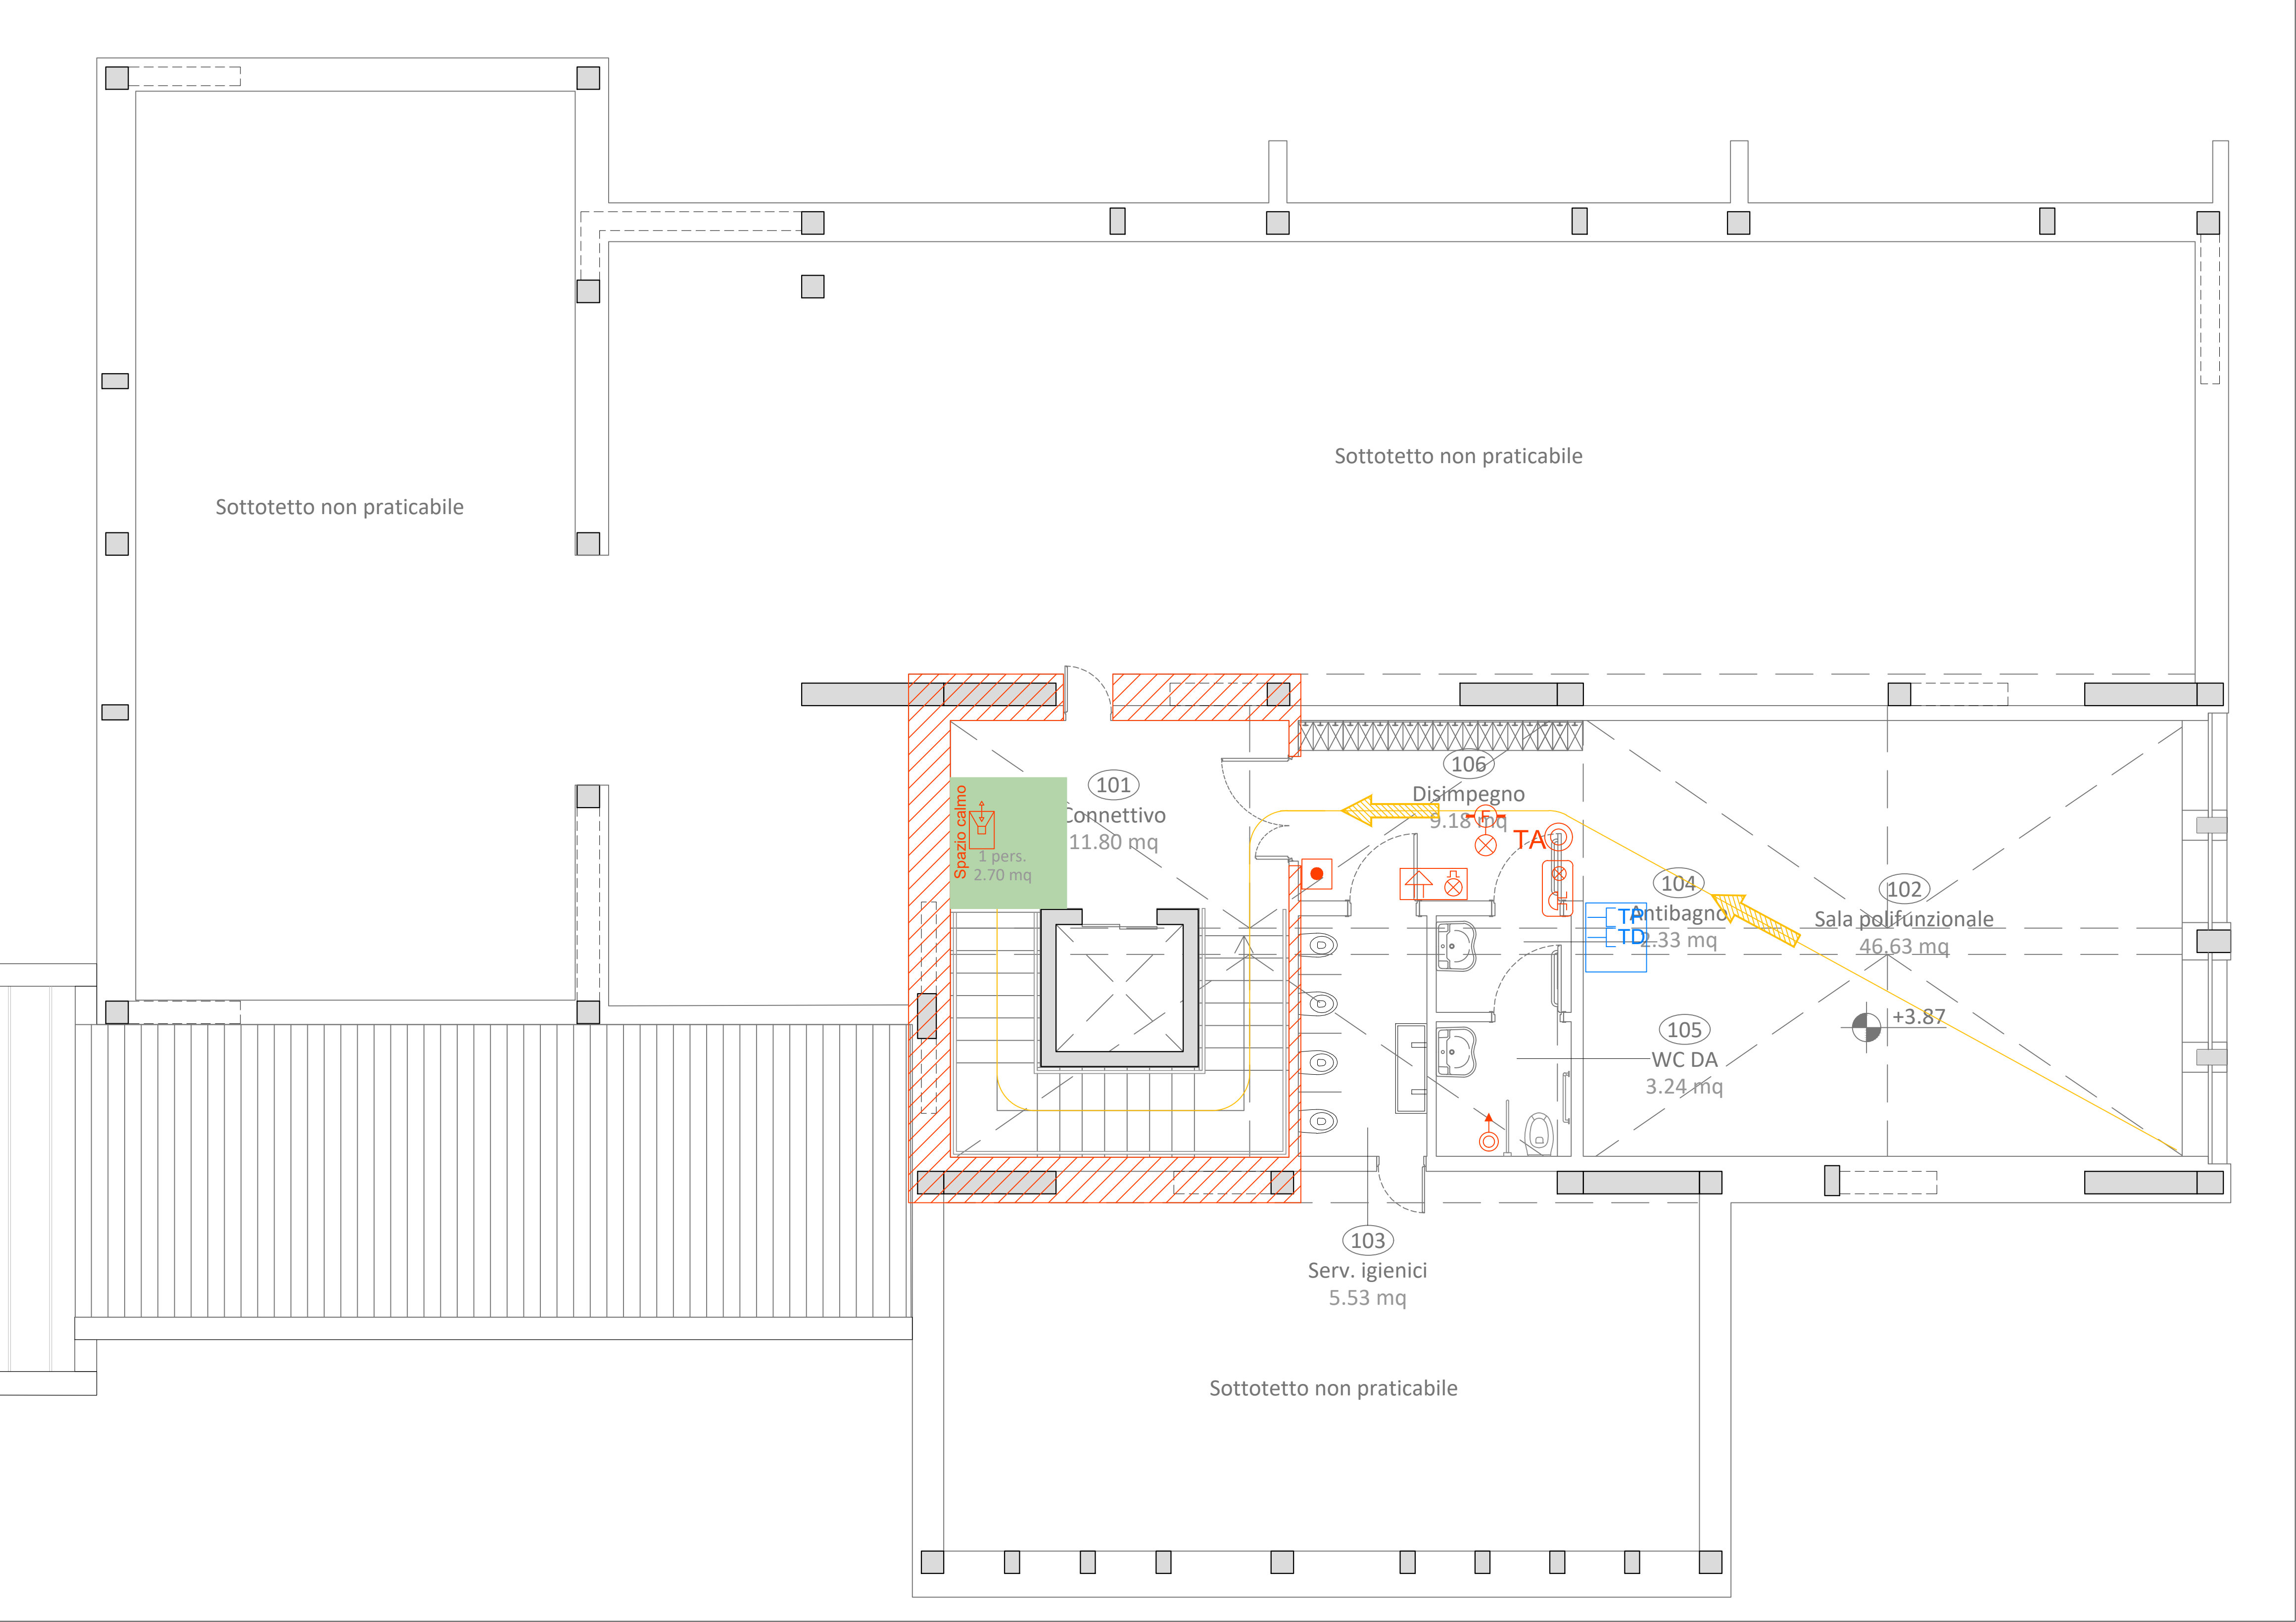 Sottotetto non praticabile
Sottotetto non praticabile
101
Connettivo
11.80 mq
Spazio calmo
1 pers.
2.70 mq
106
Disimpegno
9.18 mq
F
TA
104
Antibagno
2.33 mq
TP
TD
102
Sala polifunzionale
46.63 mq
+3.87
105
WC DA
3.24 mq
103
Serv. igienici
5.53 mq
Sottotetto non praticabile